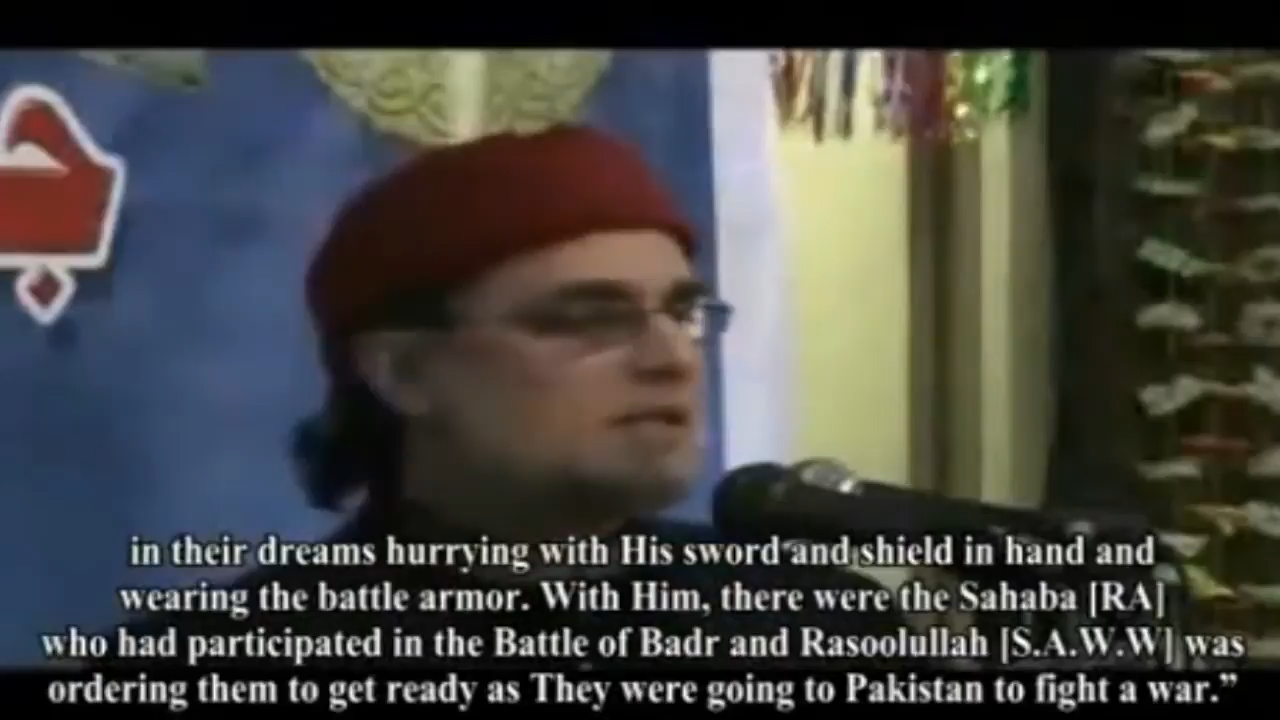 ج
in their dreams hurrying with His sword and shield in hand and
wearing the battle armor. With Him, there were the Sahaba [RA]
who had participated in the Battle of Badr and Rasoolullah [S.A.W.W] was
ordering them to get ready as They were going to Pakistan to fight a war.”